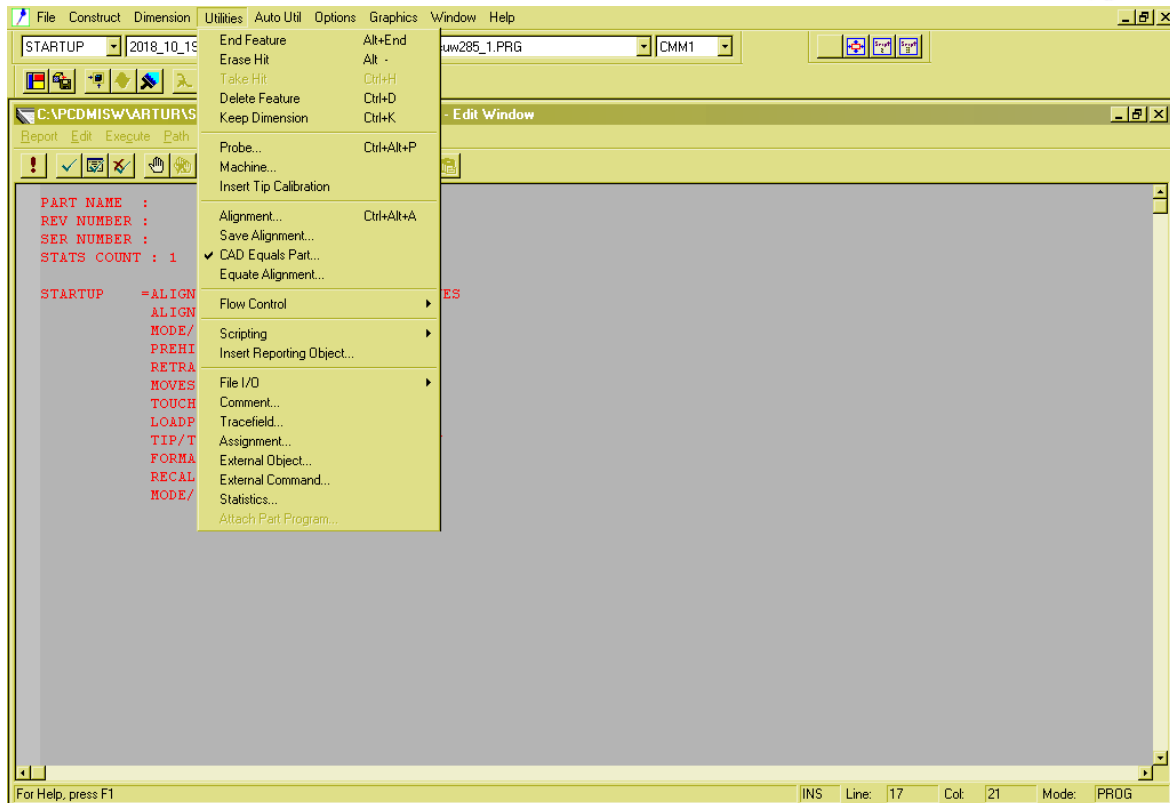 File Construct Dimension Utilities Auto Util Options Graphics Window Help
STARTUP 2018_10_19 uw285_1.PRG CMM1
C:\PCDMISW\ARTUR\S - Edit Window
Report Edit Execute Path
End Feature Alt+End
Erase Hit Alt -
Take Hit Ctrl+H
Delete Feature Ctrl+D
Keep Dimension Ctrl+K
Probe... Ctrl+Alt+P
Machine...
Insert Tip Calibration
Alignment... Ctrl+Alt+A
Save Alignment...
CAD Equals Part...
Equate Alignment...
Flow Control
Scripting
Insert Reporting Object...
File I/O
Comment...
Tracefield...
Assignment...
External Object...
External Command...
Statistics...
Attach Part Program...
PART NAME :
REV NUMBER :
SER NUMBER :
STATS COUNT : 1
STARTUP =ALIGN ES
ALIGN
MODE/
PREHI
RETRA
MOVES
TOUCH
LOADP
TIP/T
FORMA
RECAL
MODE/
For Help, press F1 INS Line: 17 Col: 21 Mode: PROG